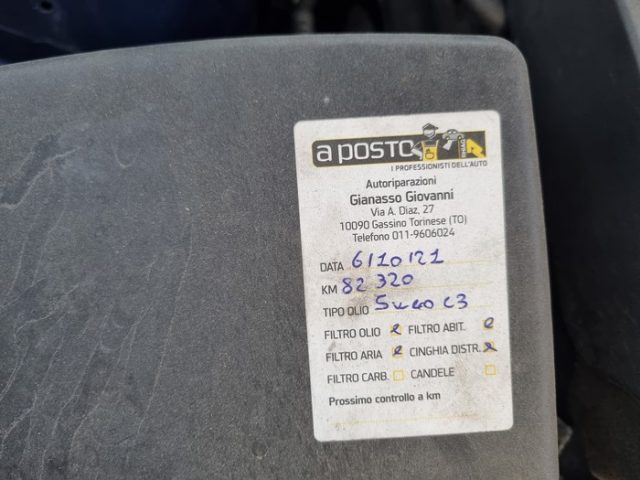 a POSTO
I PROFESSIONISTI DELL'AUTO
Autoriparazioni
Gianasso Giovanni
Via A. Diaz, 27
10090 Gassino Torinese (TO)
Telefono 011-9606024
DATA 6/10/21
KM 82 320
TIPO OLIO 5w40 C3
FILTRO OLIO FILTRO ABIT.
FILTRO ARIA CINGHIA DISTR.
FILTRO CARB. CANDELE
Prossimo controllo a km